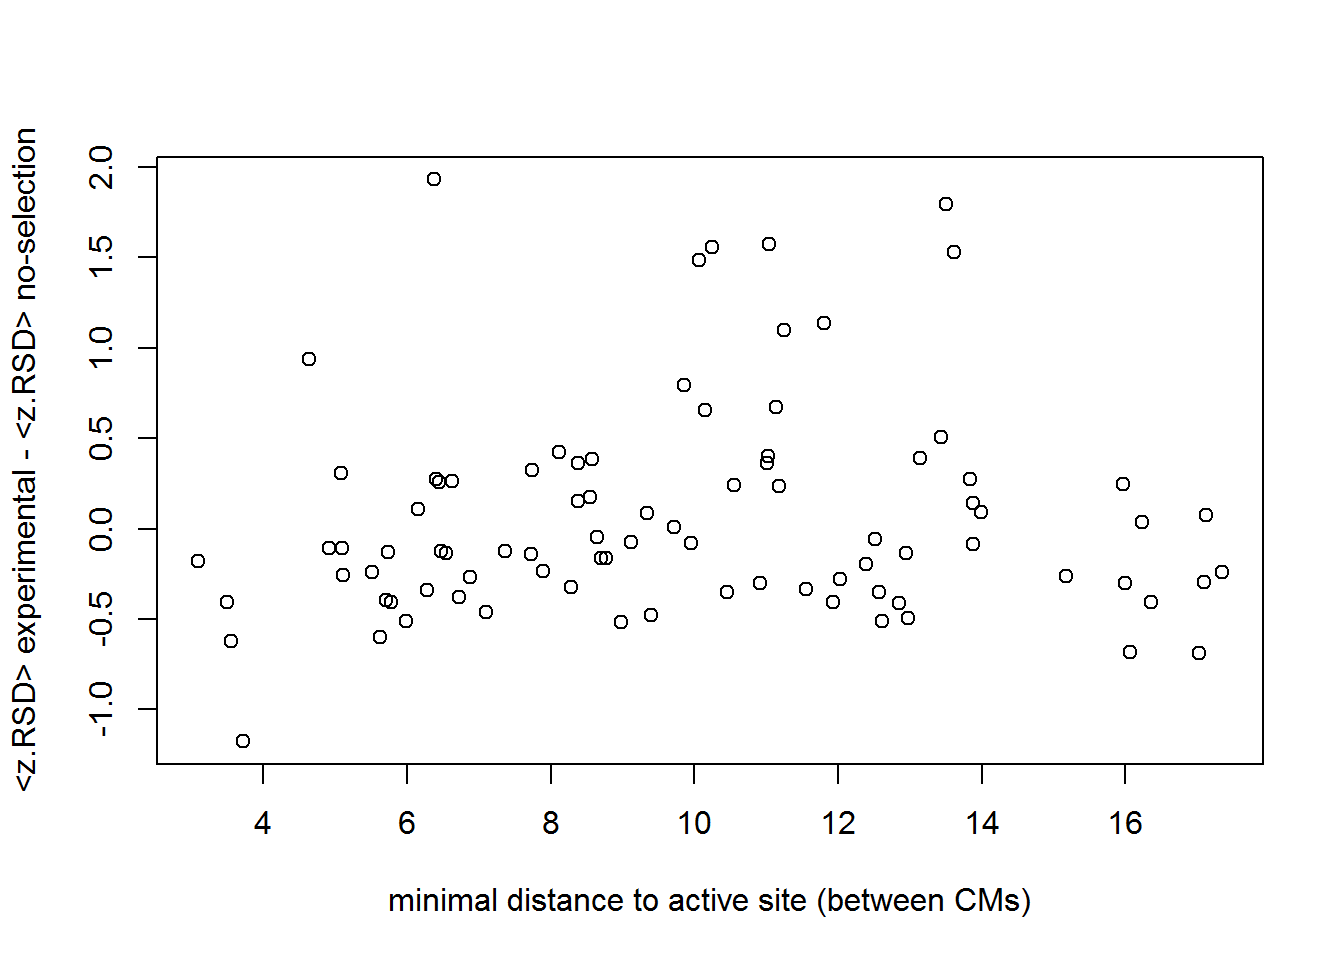 <z.RSD> experimental - <z.RSD> no-selection
2.0
1.5
1.0
0.5
0.0
-0.5
-1.0
4 6 8 10 12 14 16
minimal distance to active site (between CMs)